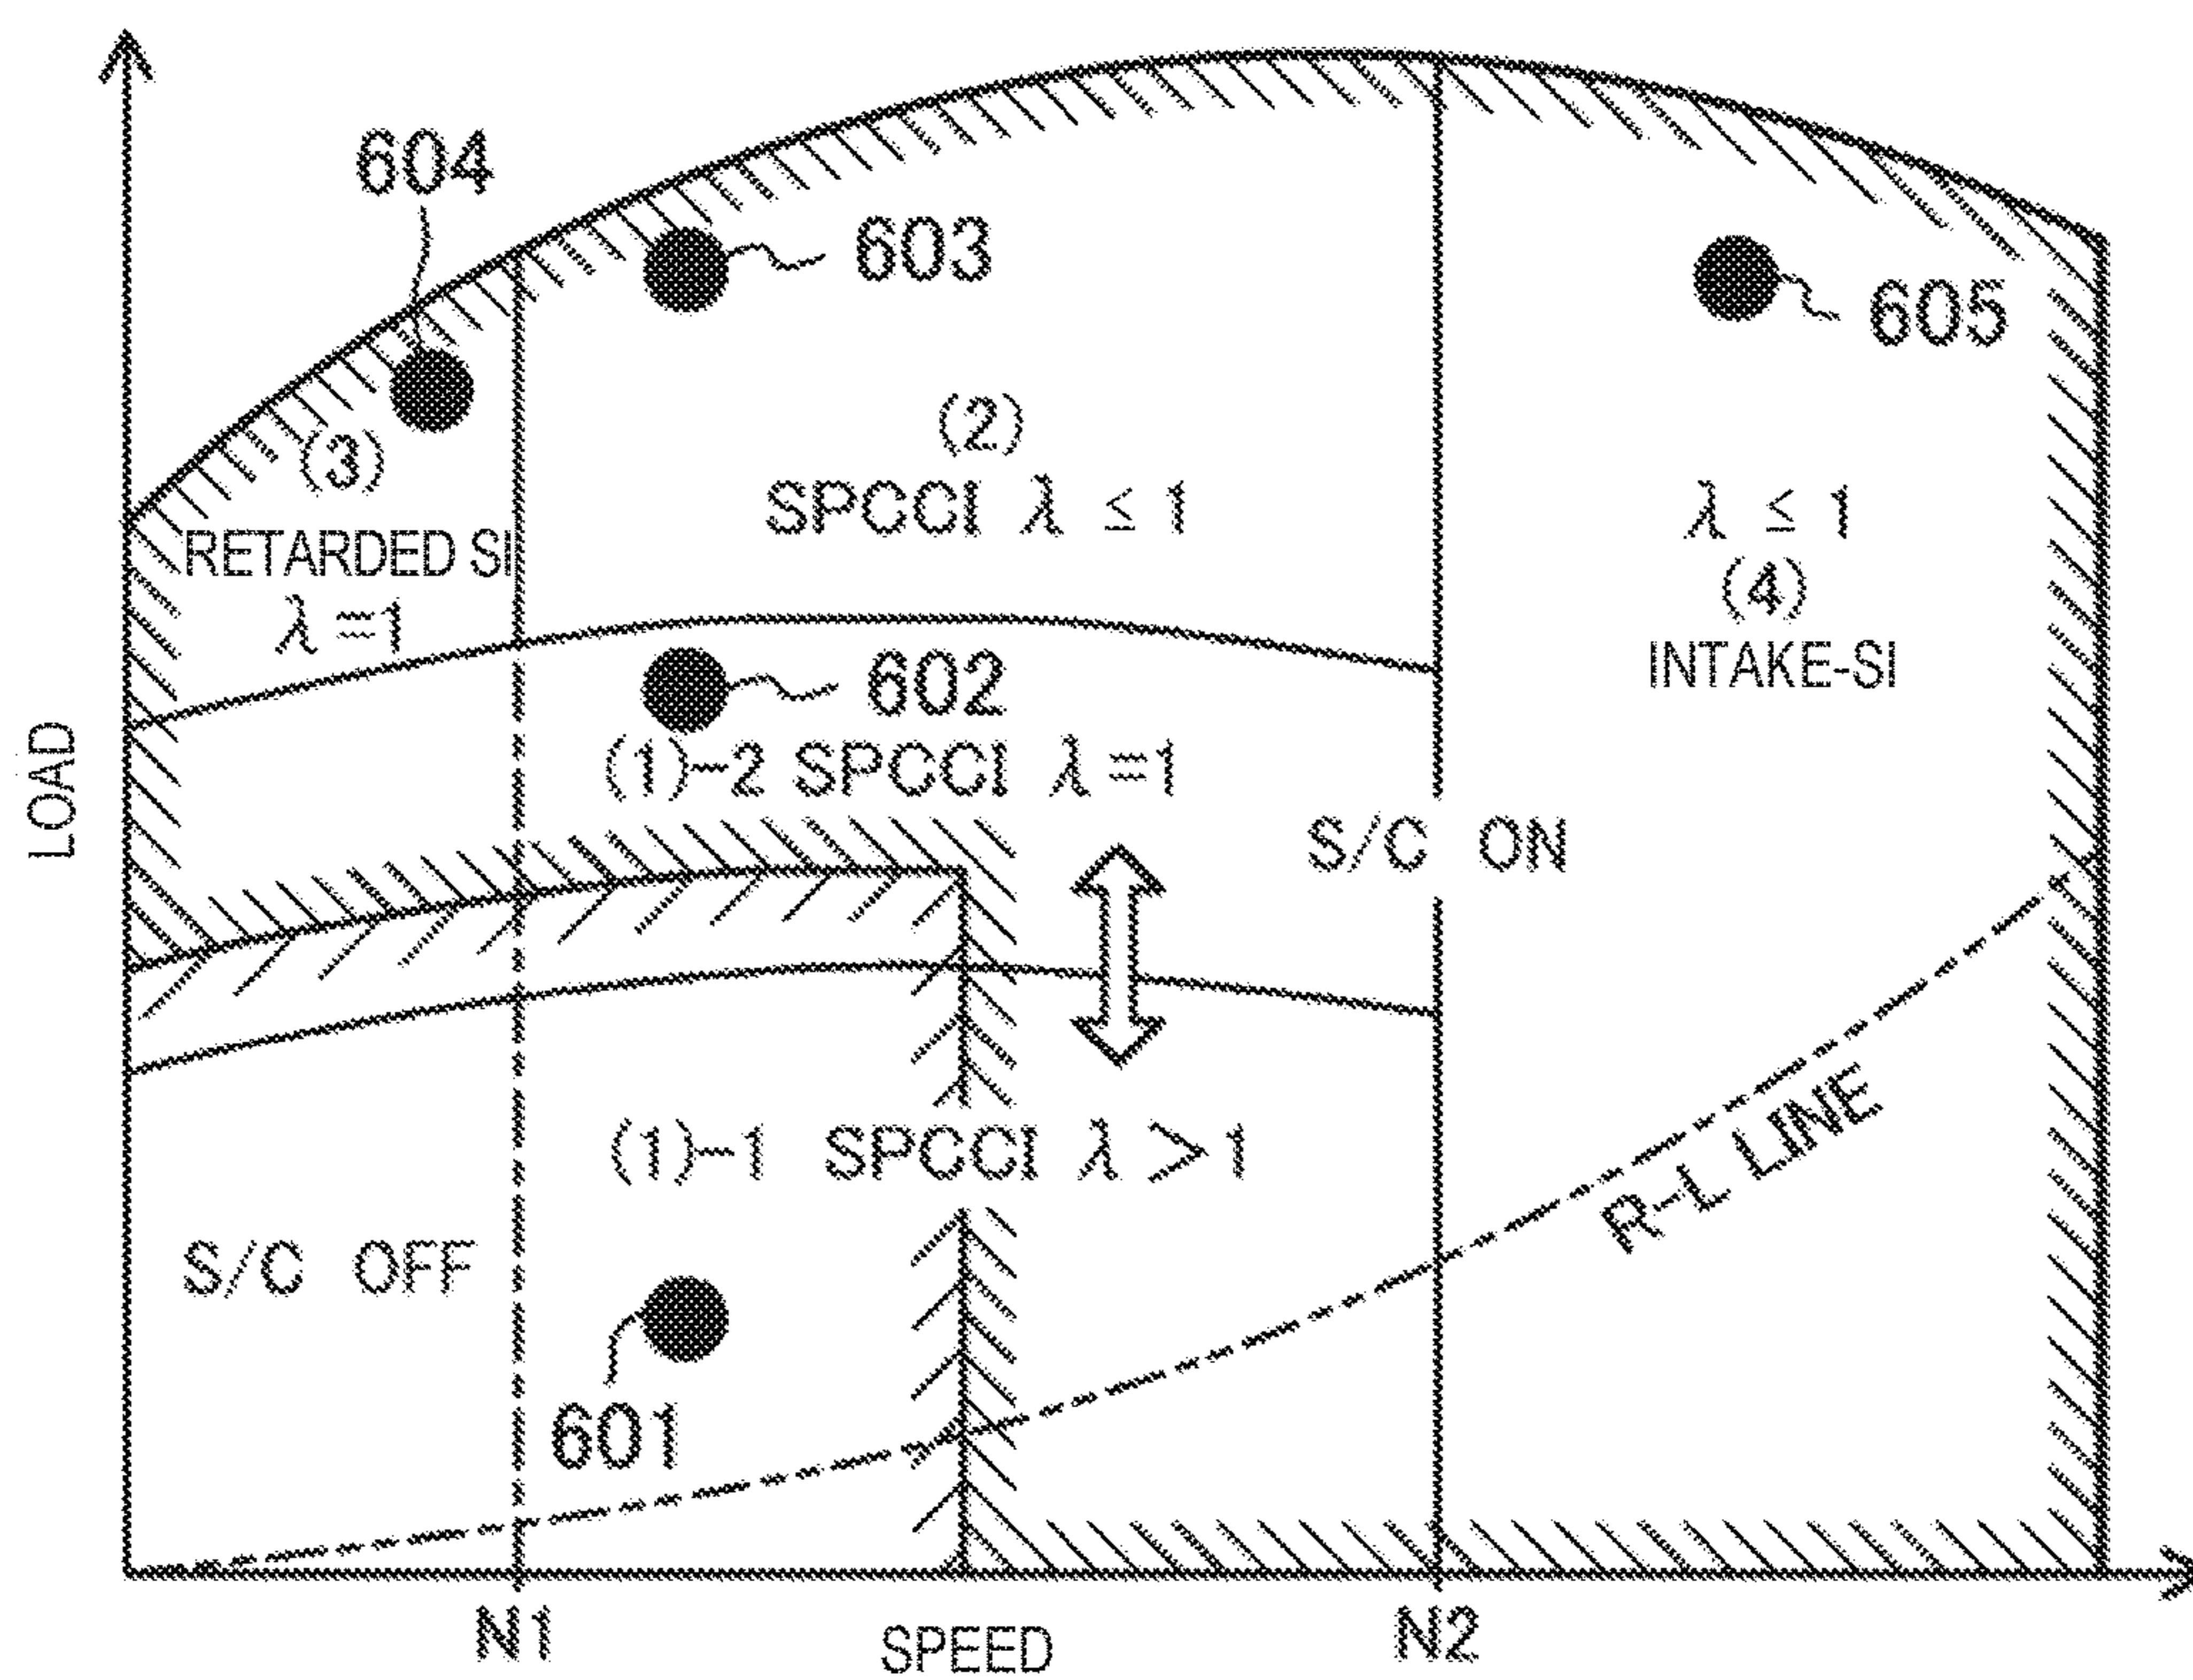 604
603
605
(3)
(2)
SPCCI λ ≤ 1
λ ≤ 1
(4)
RETARDED SI
λ=1
INTAKE-SI
602
(1)-2 SPCCI λ=1
LOAD
S/C ON
(1)-1 SPCCI λ >1
R-L LINE
S/C OFF
601
N1
SPEED
N2